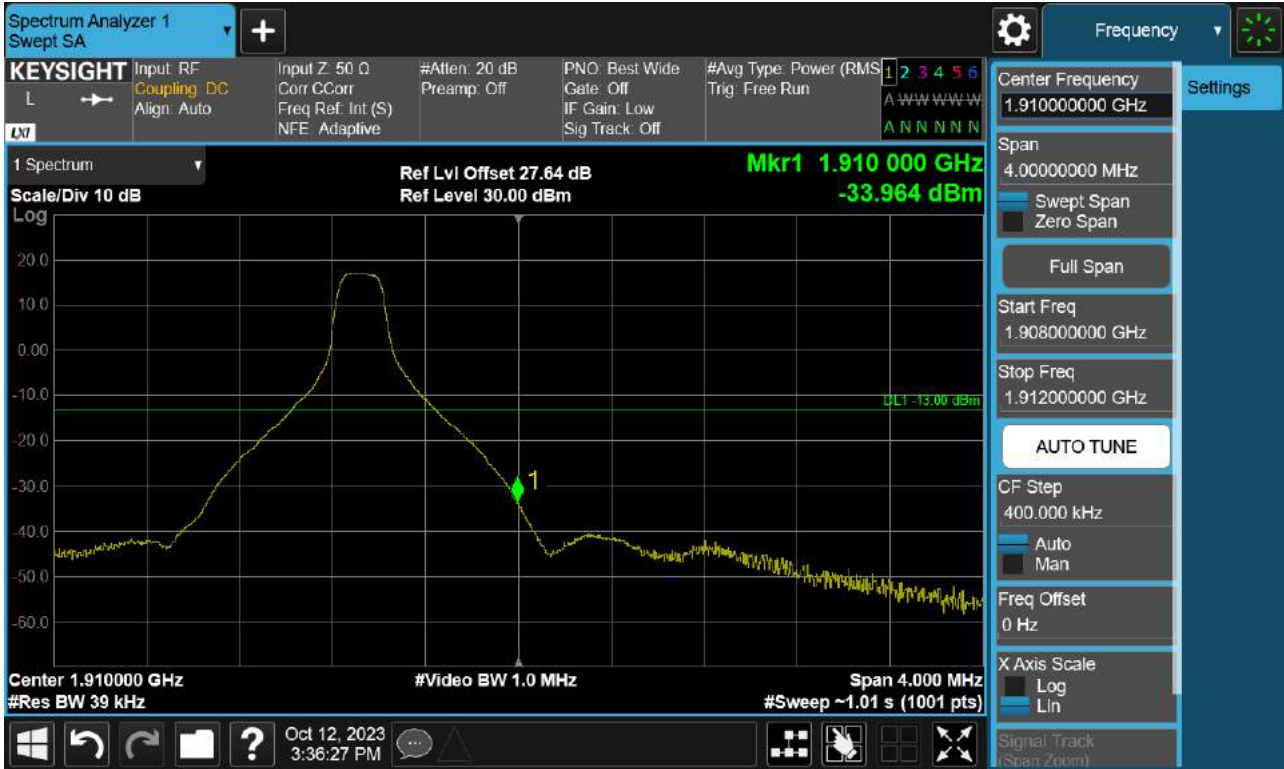 Spectrum Analyzer 1
Swept SA
+
Frequency
KEYSIGHT
L
LXI
Input: RF
Coupling: DC
Align: Auto
Input Z: 50 Ω
Corr CCorr
Freq Ref: Int (S)
NFE: Adaptive
#Atten: 20 dB
Preamp: Off
PNO: Best Wide
Gate: Off
IF Gain: Low
Sig Track: Off
#Avg Type: Power (RMS
Trig: Free Run
1 2 3 4 5 6
A W W W W W
A N N N N N
1 Spectrum
Scale/Div 10 dB
Log
Ref Lvl Offset 27.64 dB
Ref Level 30.00 dBm
Mkr1 1.910 000 GHz
-33.964 dBm
20.0
10.0
0.00
-10.0
DL1 -13.00 dBm
-20.0
-30.0
1
-40.0
-50.0
-60.0
Center 1.910000 GHz
#Video BW 1.0 MHz
Span 4.000 MHz
#Res BW 39 kHz
#Sweep ~1.01 s (1001 pts)
?
Oct 12, 2023
3:36:27 PM
Center Frequency
1.910000000 GHz
Settings
Span
4.00000000 MHz
Swept Span
Zero Span
Full Span
Start Freq
1.908000000 GHz
Stop Freq
1.912000000 GHz
AUTO TUNE
CF Step
400.000 kHz
Auto
Man
Freq Offset
0 Hz
X Axis Scale
Log
Lin
Signal Track
(Span Zoom)